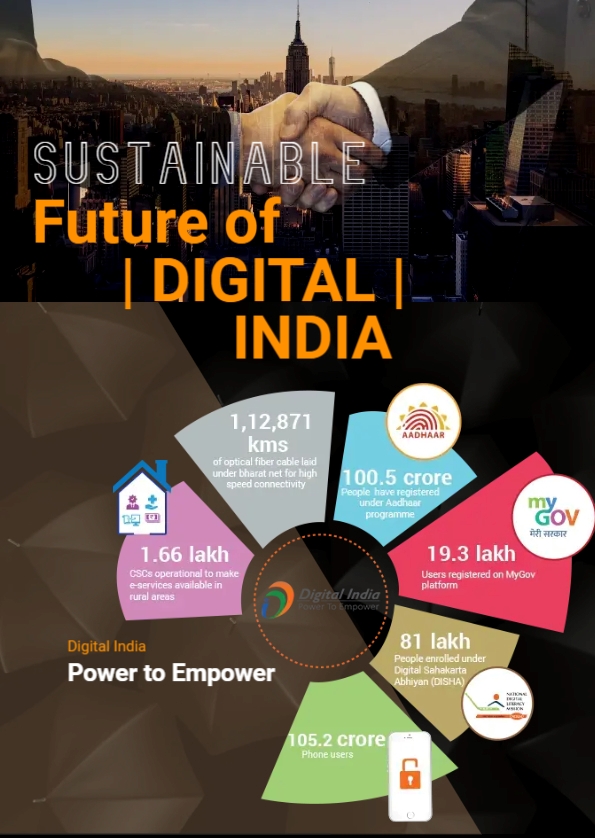 SUSTAINABLE
Future of
| DIGITAL |
INDIA
1,12,871
kms
of optical fiber cable laid
under bharat net for high
speed connectivity
AADHAAR
100.5 crore
People have registered
under Aadhaar
programme
my
GOV
मेरी सरकार
19.3 lakh
Users registered on MyGov
platform
1.66 lakh
CSCs operational to make
e-services available in
rural areas
Digital India
Power To Empower
81 lakh
People enrolled under
Digital Sahakarta
Abhiyan (DISHA)
NATIONAL
DIGITAL
LITERACY
MISSION
Digital India
Power to Empower
105.2 crore
Phone users